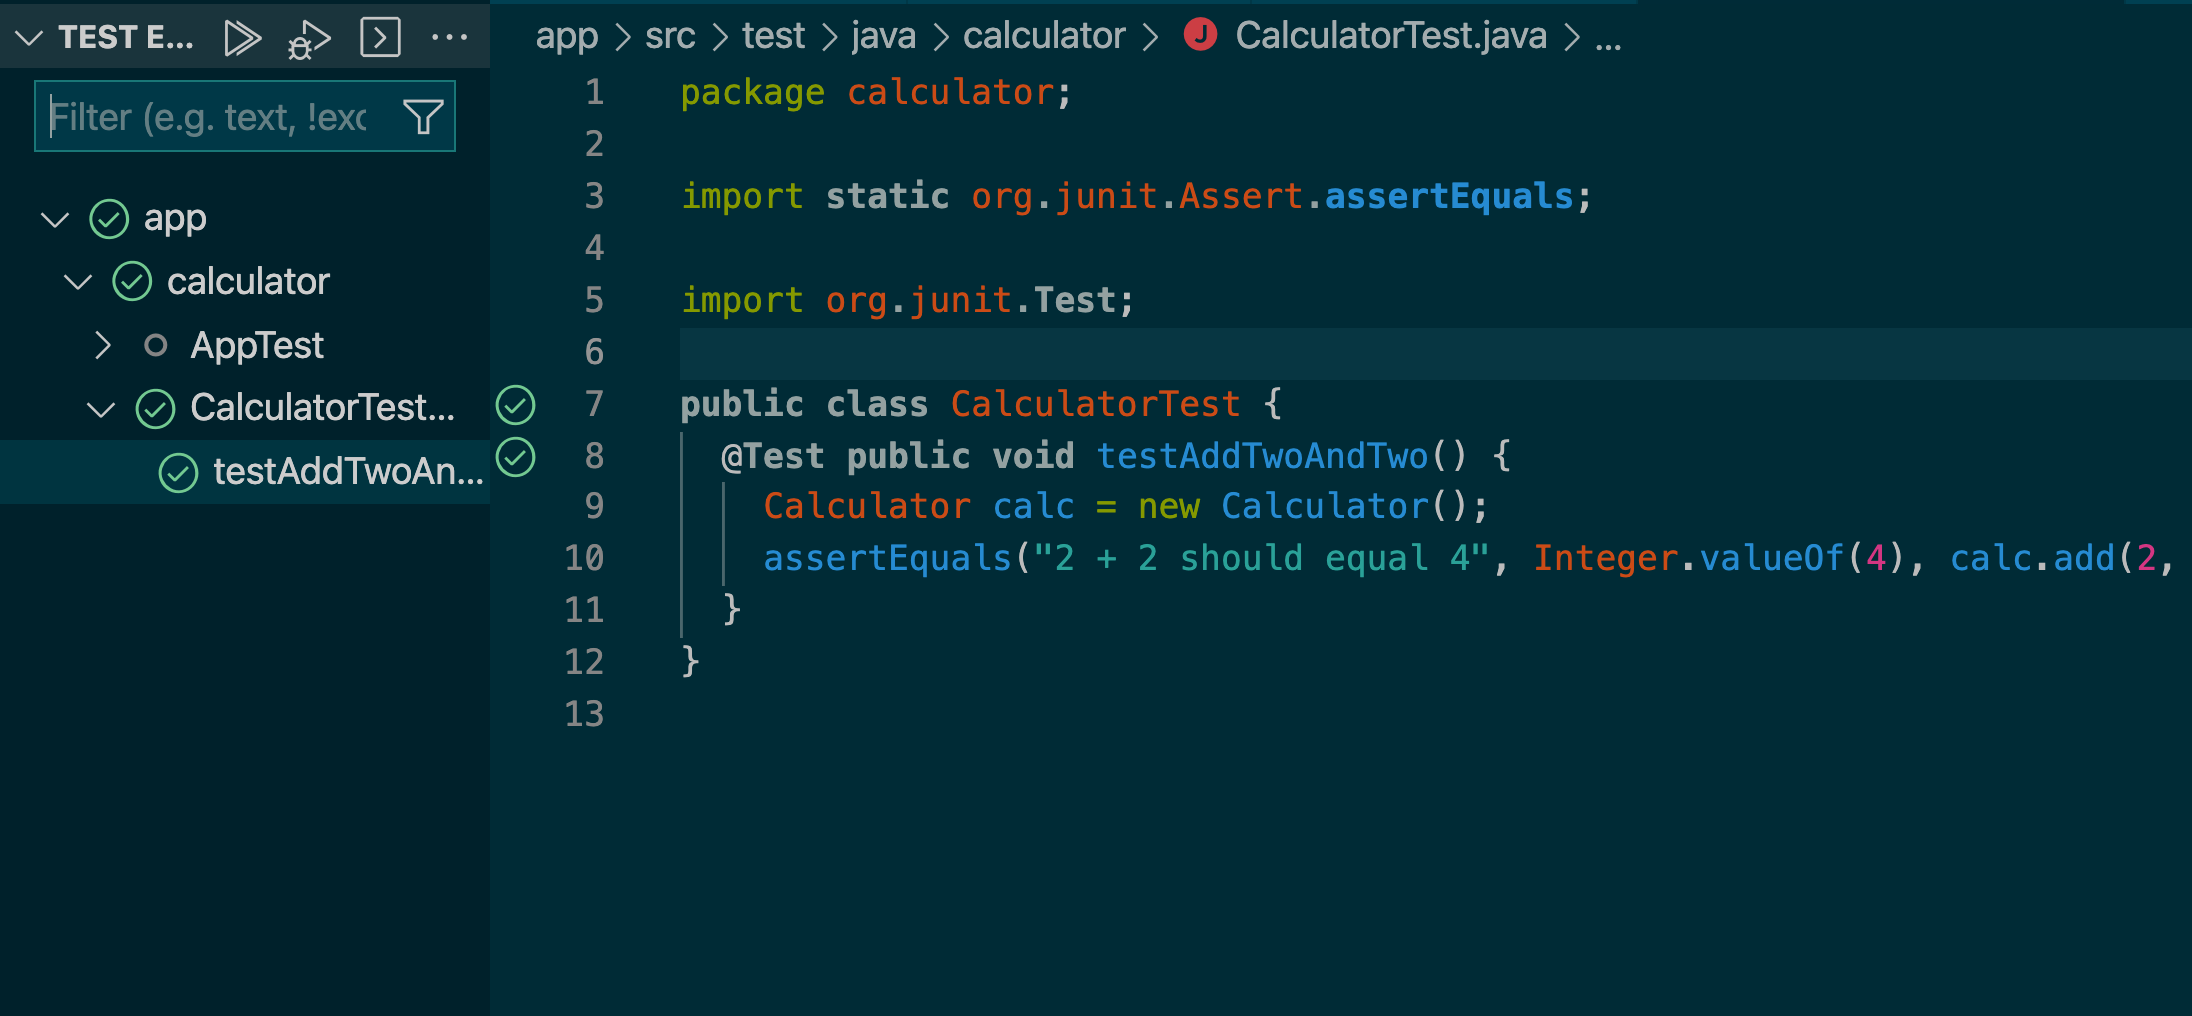 TEST E...
Filter (e.g. text, !exc
app
calculator
AppTest
CalculatorTest...
testAddTwoAn...
app > src > test > java > calculator > J CalculatorTest.java > ...
1 package calculator;
2
3 import static org.junit.Assert.assertEquals;
4
5 import org.junit.Test;
6
7 public class CalculatorTest {
8 @Test public void testAddTwoAndTwo() {
9 Calculator calc = new Calculator();
10 assertEquals("2 + 2 should equal 4", Integer.valueOf(4), calc.add(2,
11 }
12 }
13